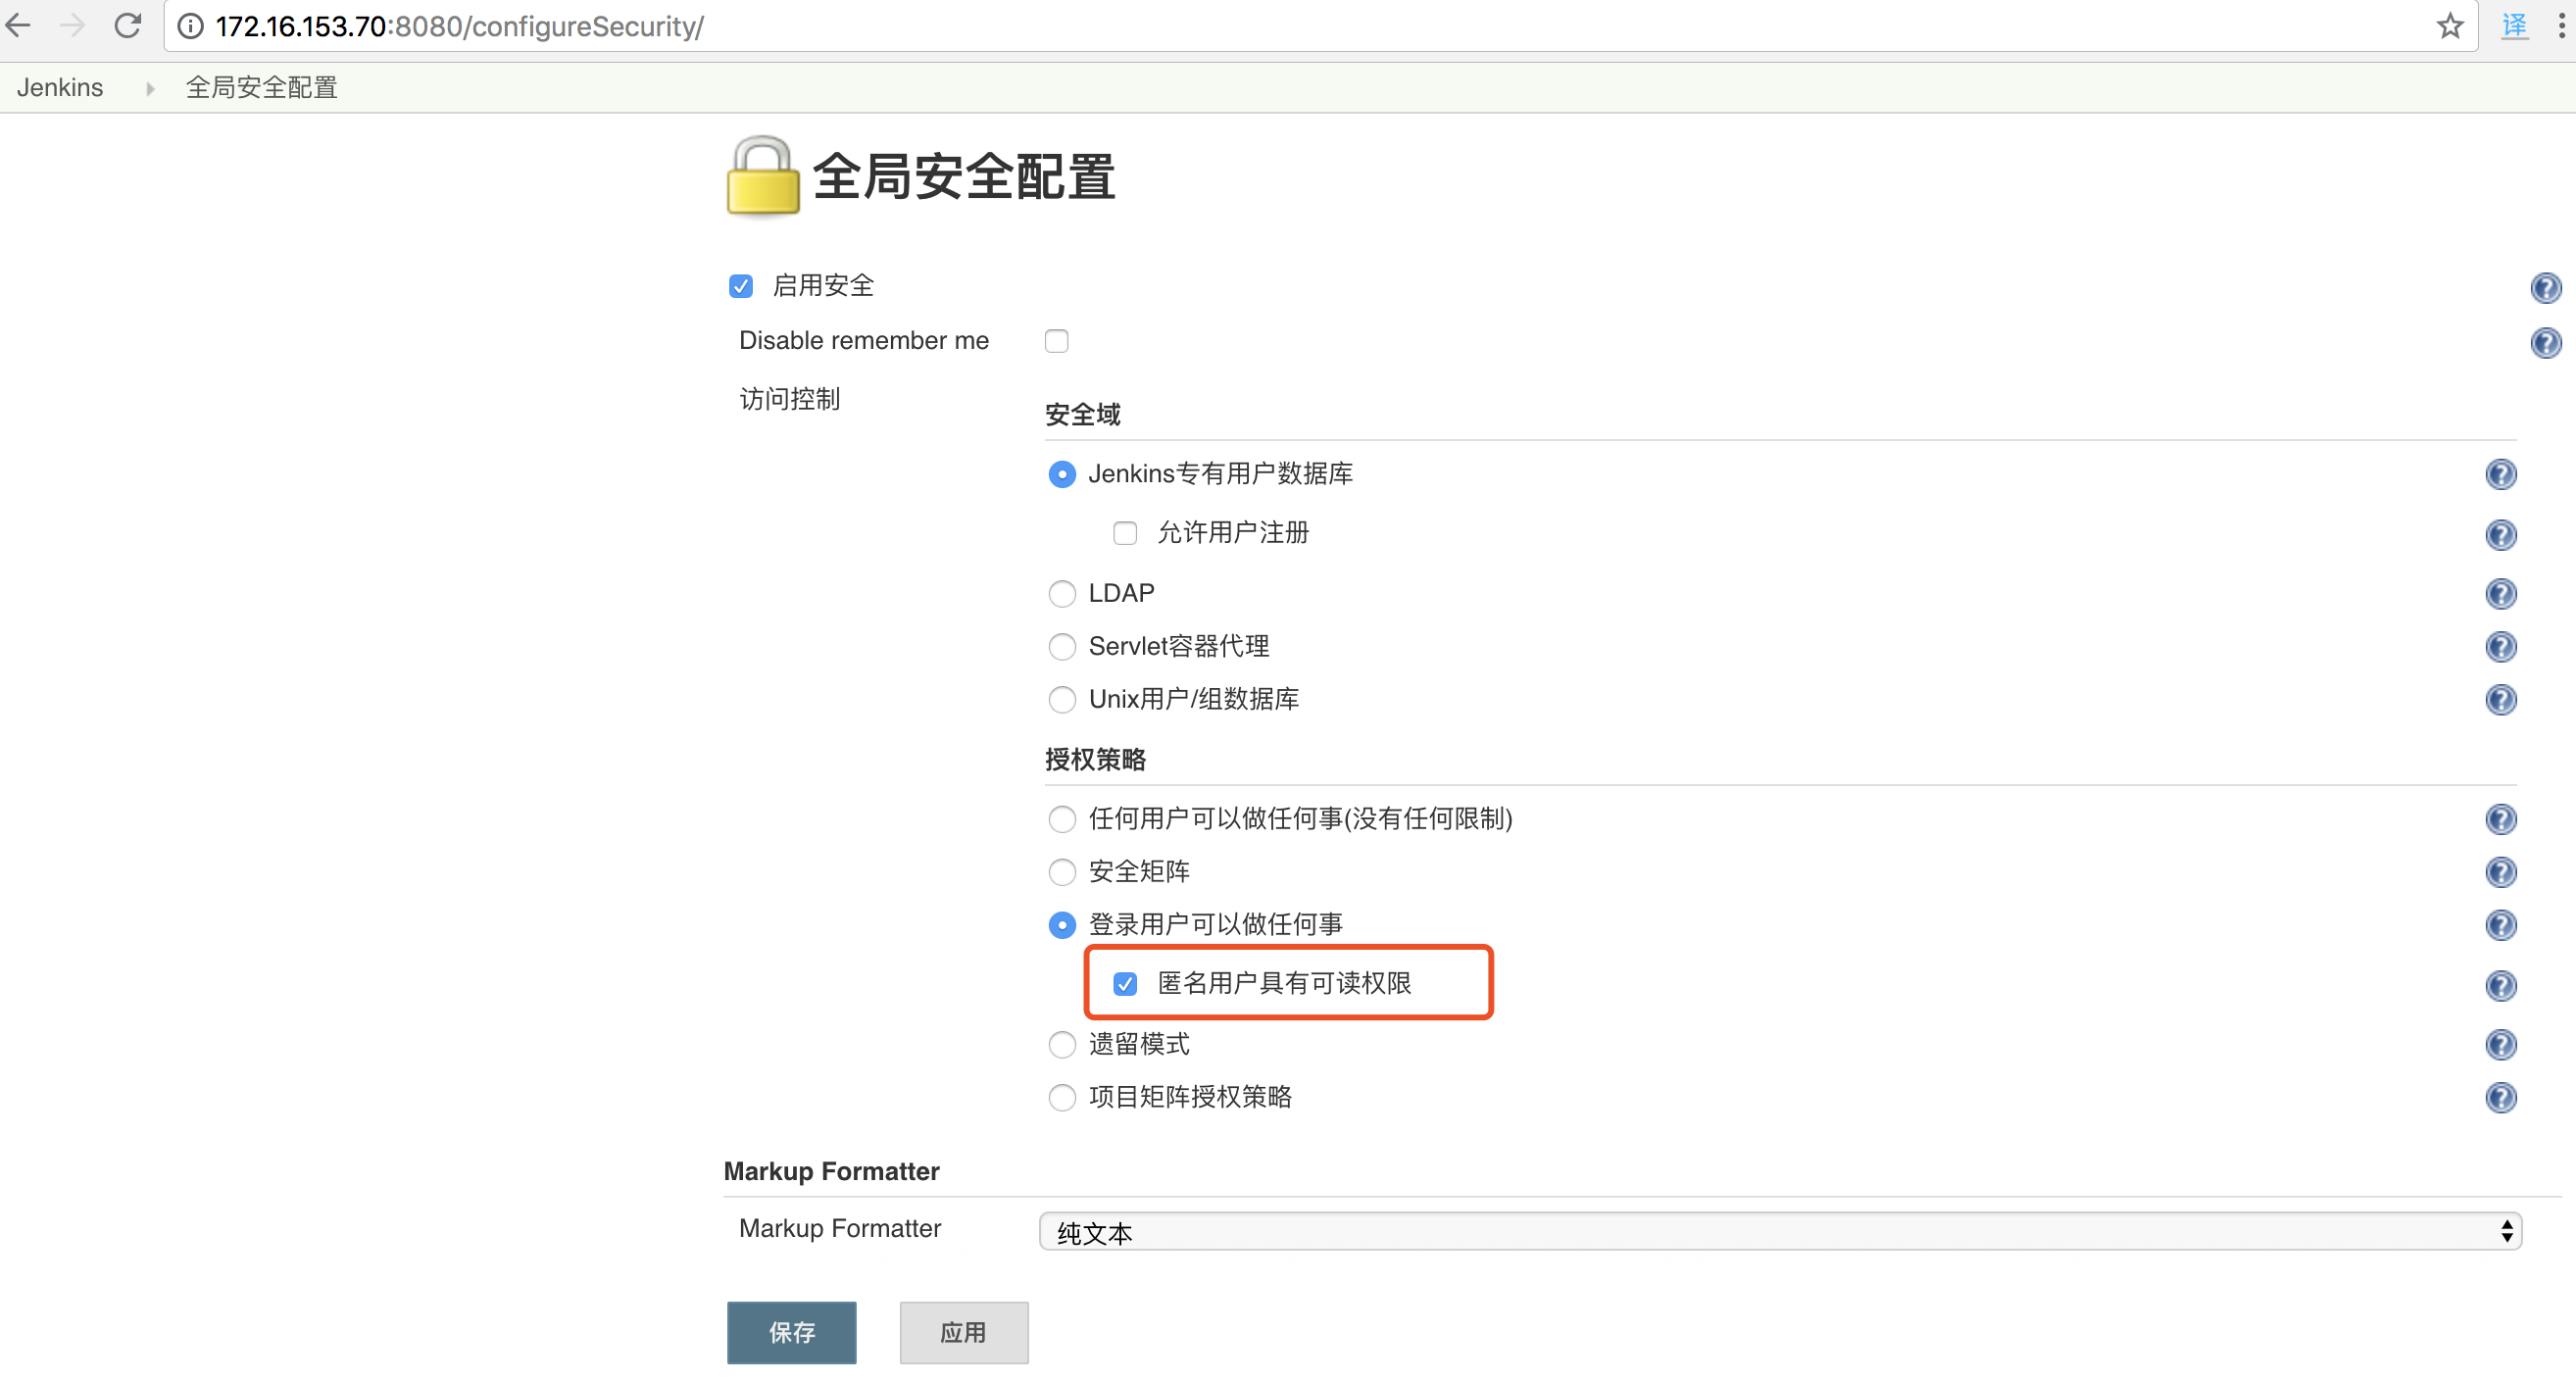 172.16.153.70:8080/configureSecurity/
译
Jenkins 全局安全配置
全局安全配置
启用安全
Disable remember me
访问控制
安全域
Jenkins专有用户数据库
允许用户注册
LDAP
Servlet容器代理
Unix用户/组数据库
授权策略
任何用户可以做任何事(没有任何限制)
安全矩阵
登录用户可以做任何事
匿名用户具有可读权限
遗留模式
项目矩阵授权策略
Markup Formatter
Markup Formatter 纯文本
保存 应用